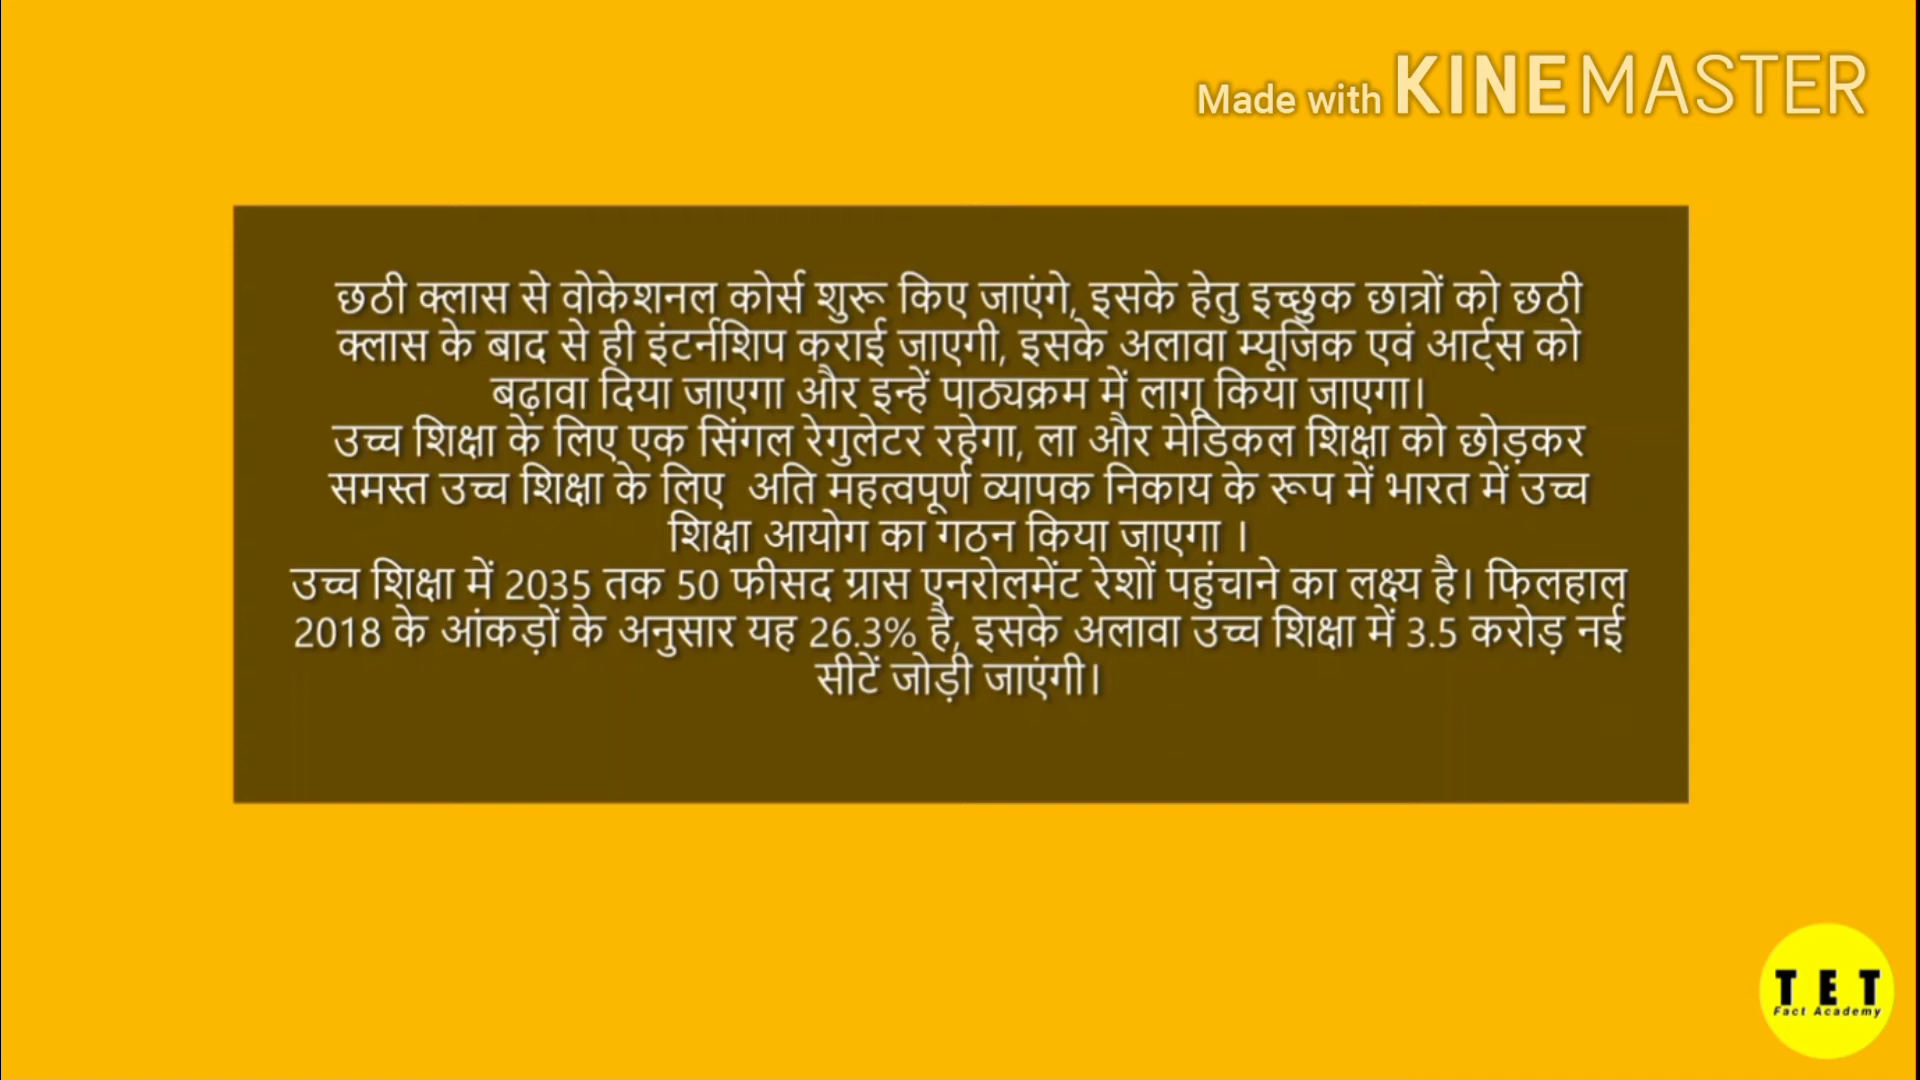 Made with KINEMASTER
छठी क्लास से वोकेशनल कोर्स शुरू किए जाएंगे, इसके हेतु इच्छुक छात्रों को छठी
क्लास के बाद से ही इंटर्नशिप कराई जाएगी, इसके अलावा म्यूजिक एवं आर्ट्स को
बढ़ावा दिया जाएगा और इन्हें पाठ्यक्रम में लागू किया जाएगा।
उच्च शिक्षा के लिए एक सिंगल रेगुलेटर रहेगा, ला और मेडिकल शिक्षा को छोड़कर
समस्त उच्च शिक्षा के लिए  अति महत्वपूर्ण व्यापक निकाय के रूप में भारत में उच्च
शिक्षा आयोग का गठन किया जाएगा ।
उच्च शिक्षा में 2035 तक 50 फीसद ग्रास एनरोलमेंट रेशों पहुंचाने का लक्ष्य है। फिलहाल
2018 के आंकड़ों के अनुसार यह 26.3% है, इसके अलावा उच्च शिक्षा में 3.5 करोड़ नई
सीटें जोड़ी जाएंगी।
TET
Fact Academy